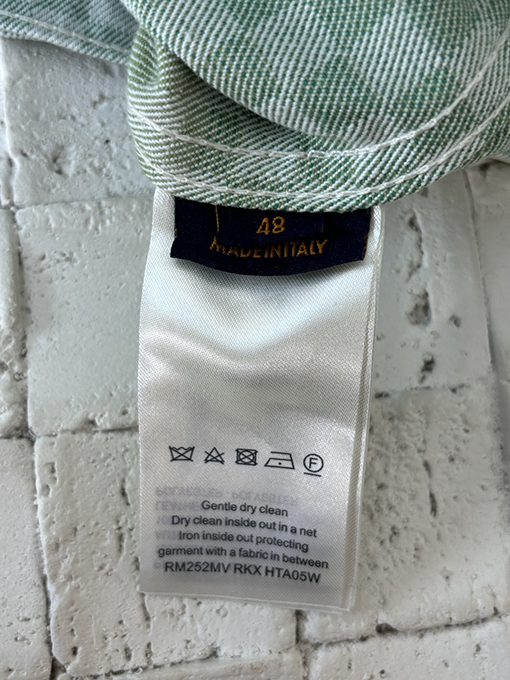 48
MADE IN ITALY
F
Gentle dry clean
Dry clean inside out in a net
Iron inside out protecting
garment with a fabric in between
RM252MV RKX HTA05W